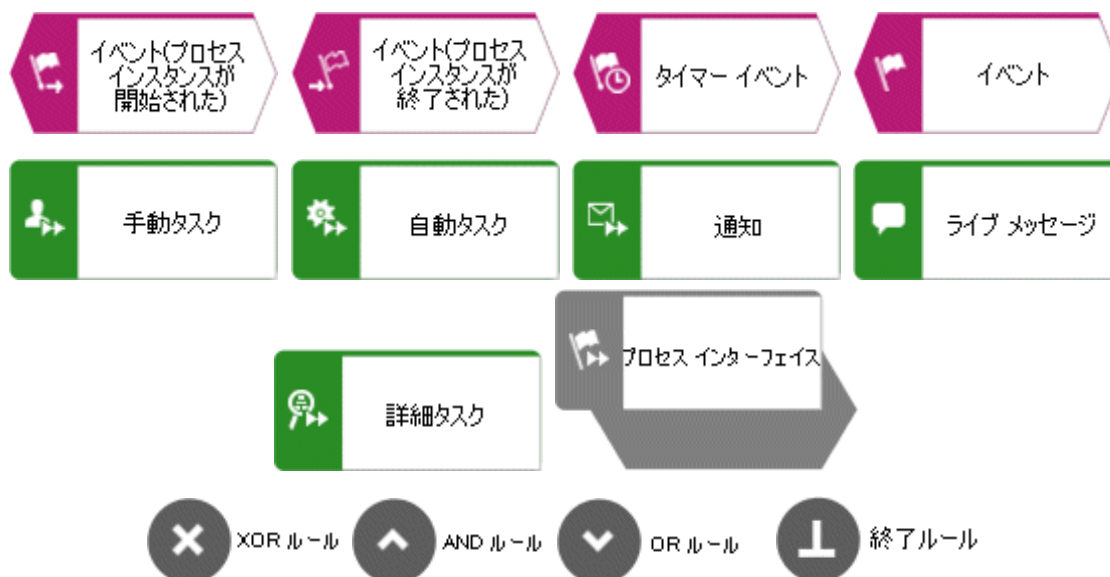 イベント(プロセス
インスタンスが
開始された)
イベント(プロセス
インスタンスが
終了された)
タイマー イベント
イベント
手動タスク
自動タスク
通知
ライブ メッセージ
詳細タスク
プロセス インターフェイス
XOR ルール
AND ルール
OR ルール
終了ルール